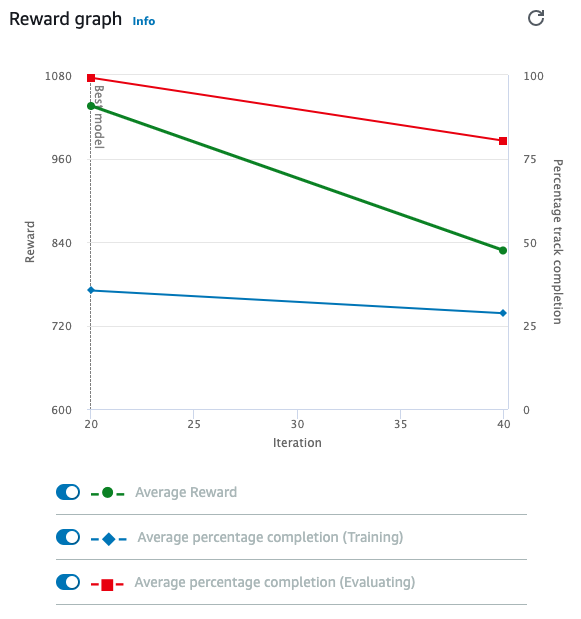 Reward graph Info
1080
960
840
720
600
Reward
Best model
100
75
50
25
0
Percentage track completion
20 25 30 35 40
Iteration
Average Reward
Average percentage completion (Training)
Average percentage completion (Evaluating)